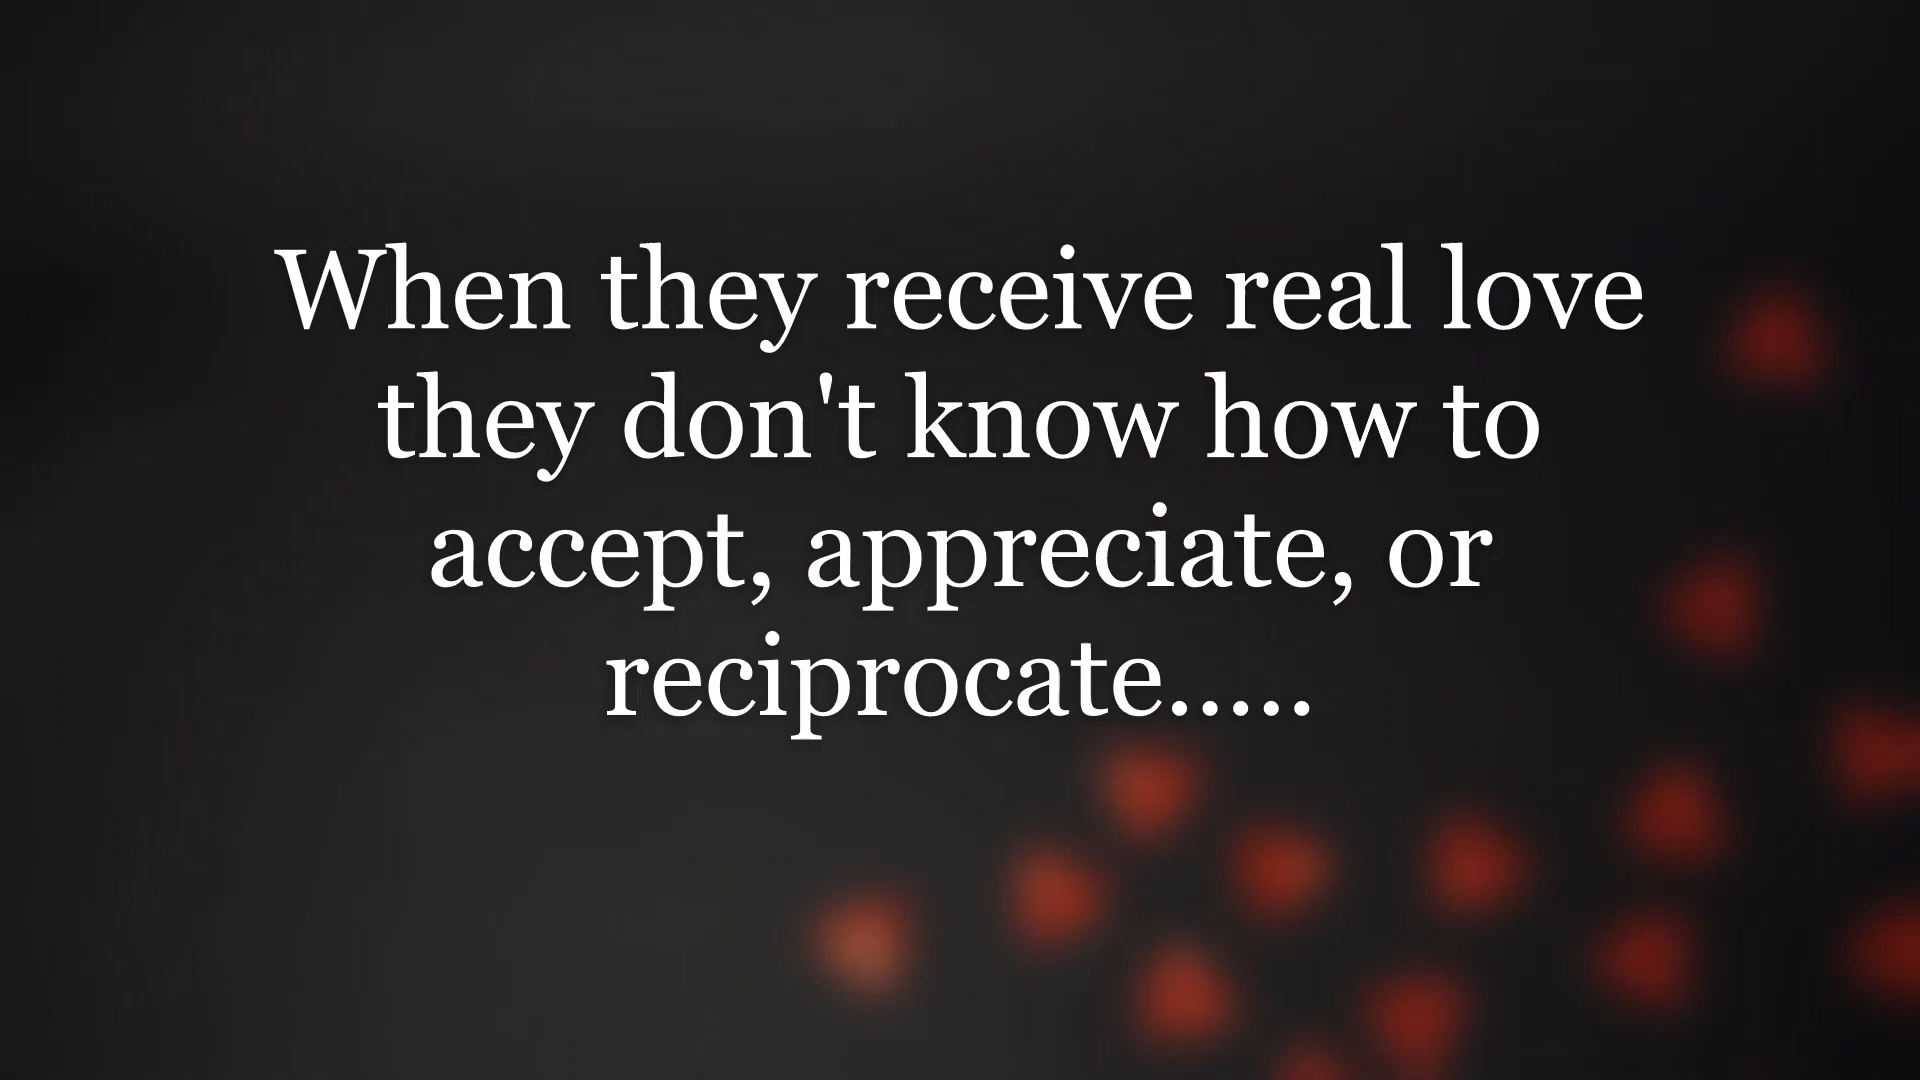 When they receive real love
they don't know how to
accept, appreciate, or
reciprocate.....